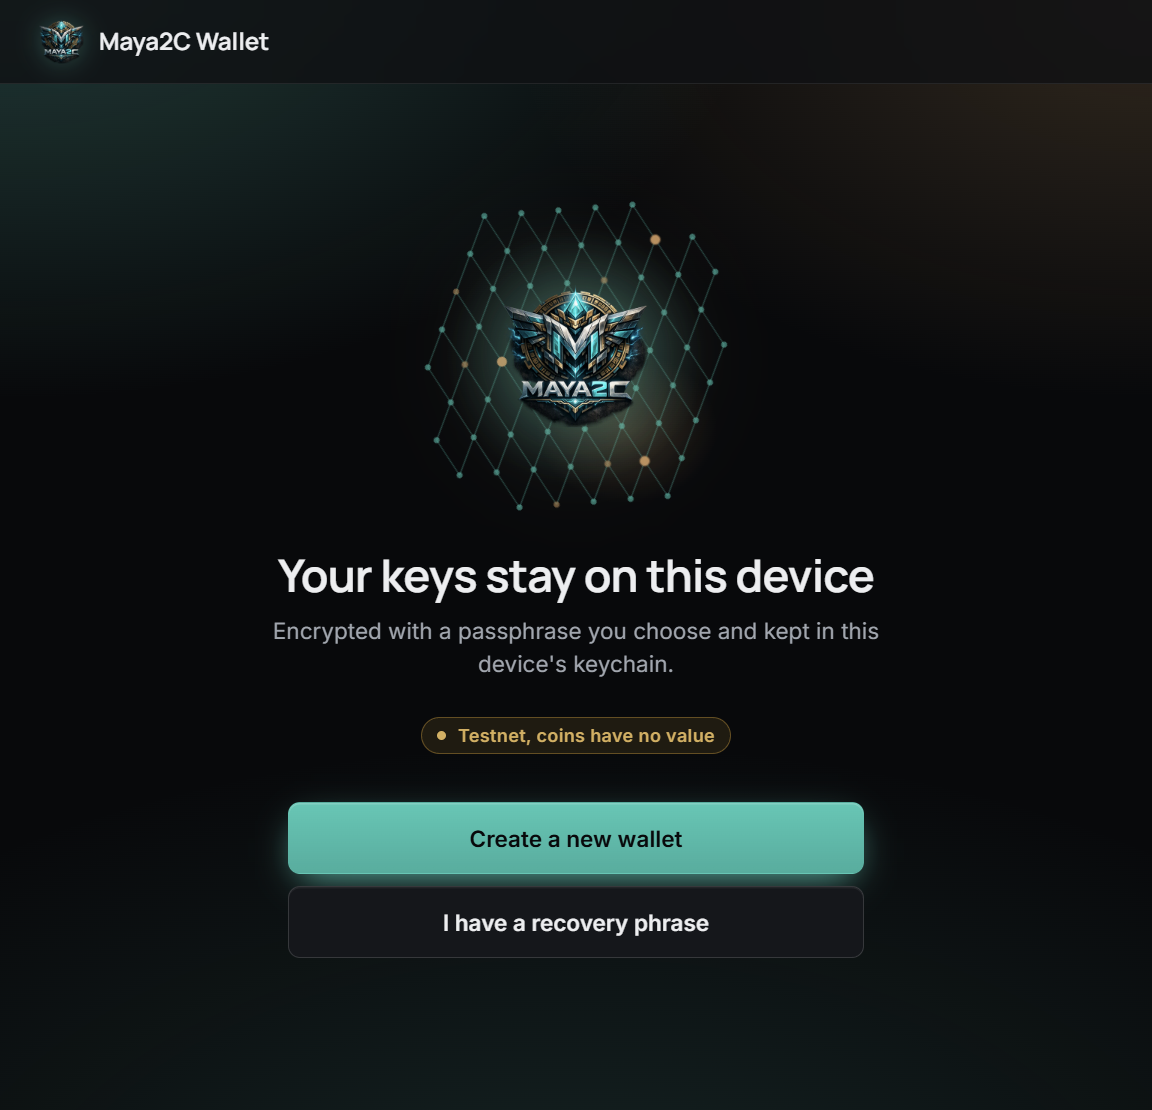 MAYA2C
Maya2C Wallet
MAYA2C
Your keys stay on this device
Encrypted with a passphrase you choose and kept in this
device's keychain.
Testnet, coins have no value
Create a new wallet
I have a recovery phrase